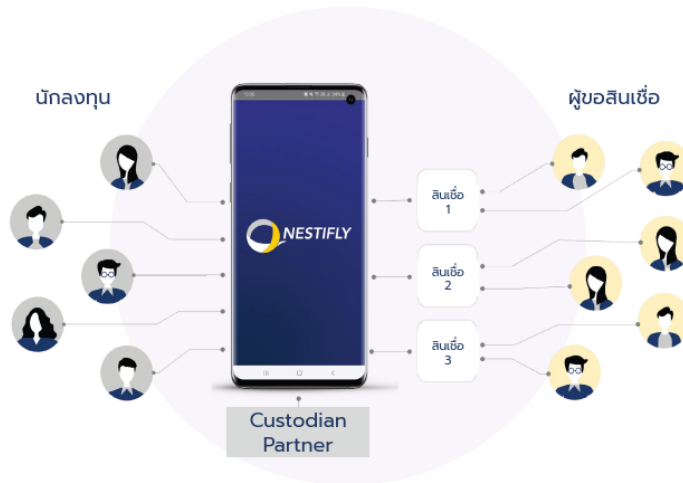 นักลงทุน
ผู้ขอสินเชื่อ
NESTIFLY
สินเชื่อ
1
สินเชื่อ
2
สินเชื่อ
3
Custodian
Partner